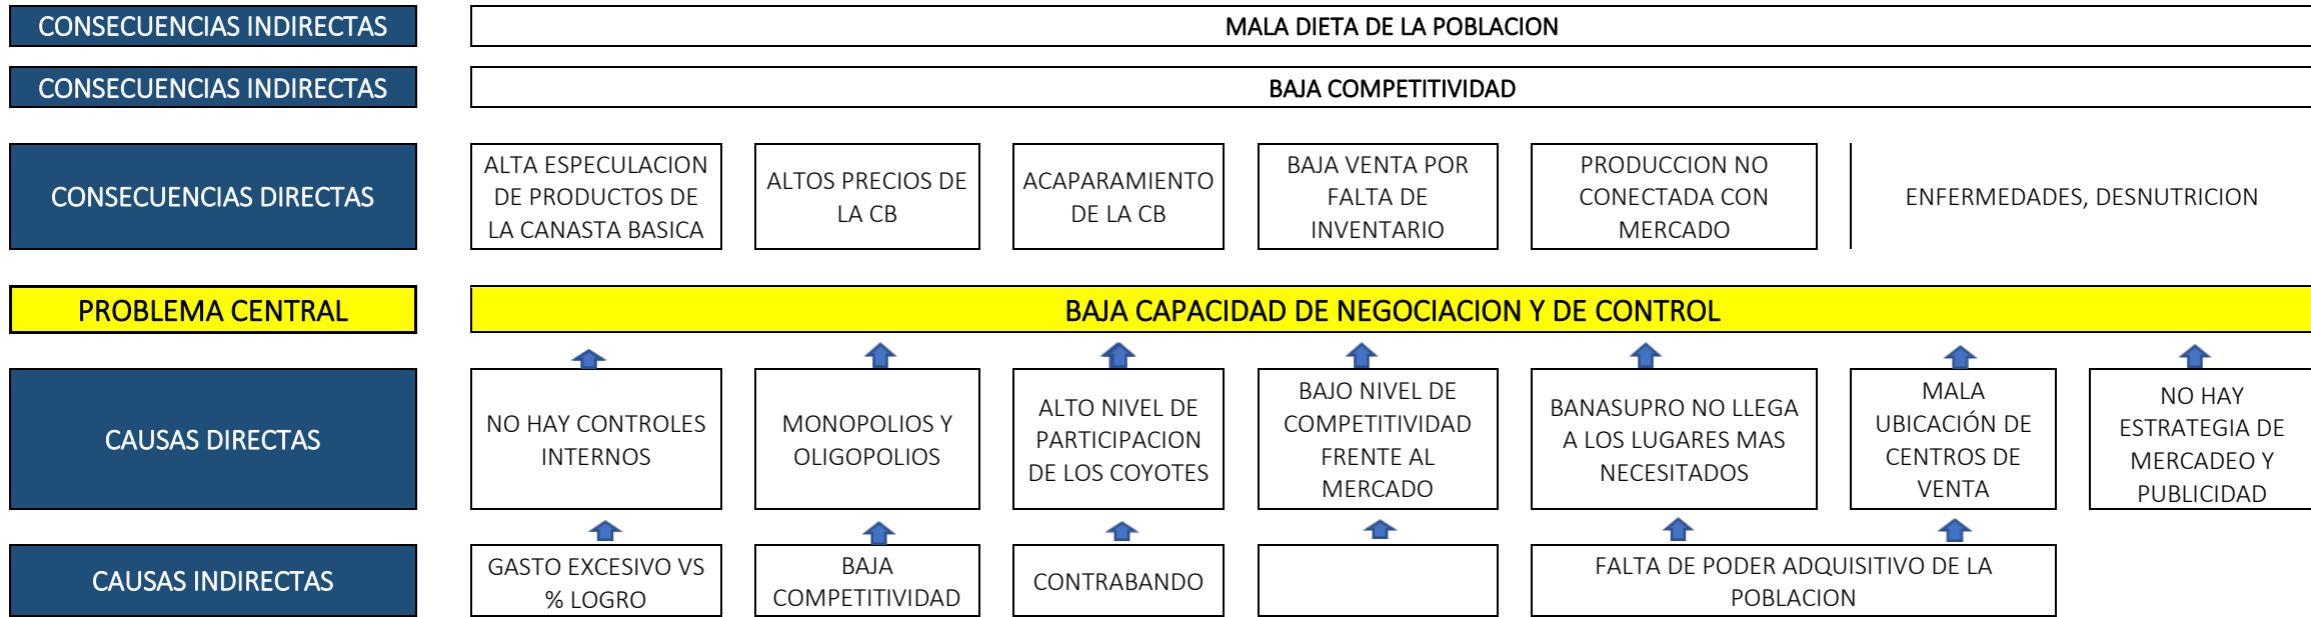 CONSECUENCIAS INDIRECTAS
MALA DIETA DE LA POBLACION
CONSECUENCIAS INDIRECTAS
BAJA COMPETITIVIDAD
CONSECUENCIAS DIRECTAS
ALTA ESPECULACION
DE PRODUCTOS DE
LA CANASTA BASICA
ALTOS PRECIOS DE
LA CB
ACAPARAMIENTO
DE LA CB
BAJA VENTA POR
FALTA DE
INVENTARIO
PRODUCCION NO
CONECTADA CON
MERCADO
ENFERMEDADES, DESNUTRICION
PROBLEMA CENTRAL
BAJA CAPACIDAD DE NEGOCIACION Y DE CONTROL
CAUSAS DIRECTAS
NO HAY CONTROLES
INTERNOS
MONOPOLIOS Y
OLIGOPOLIOS
ALTO NIVEL DE
PARTICIPACION
DE LOS COYOTES
BAJO NIVEL DE
COMPETITIVIDAD
FRENTE AL
MERCADO
BANASUPRO NO LLEGA
A LOS LUGARES MAS
NECESITADOS
MALA
UBICACIÓN DE
CENTROS DE
VENTA
NO HAY
ESTRATEGIA DE
MERCADEO Y
PUBLICIDAD
CAUSAS INDIRECTAS
GASTO EXCESIVO VS
% LOGRO
BAJA
COMPETITIVIDAD
CONTRABANDO
FALTA DE PODER ADQUISITIVO DE LA
POBLACION